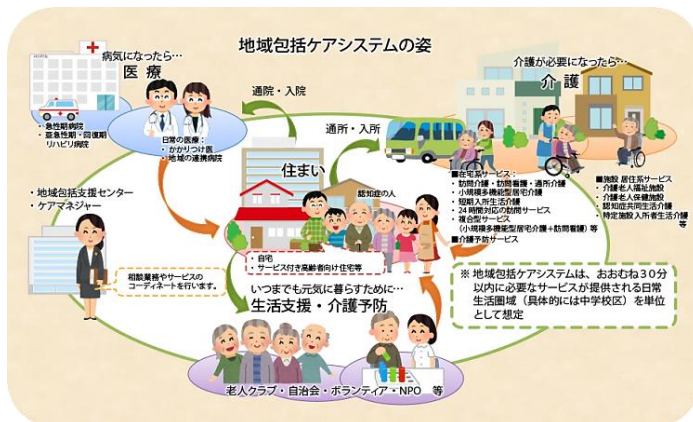 地域包括ケアシステムの姿
病気になったら…
医療
・急性期病院
・亜急性期・回復期
リハビリ病院
日常の医療：
・かかりつけ医
・地域の連携病院
通院・入院
通所・入所
介護が必要になったら…
介護
■在宅系サービス：
・訪問介護・訪問看護・通所介護
・小規模多機能型居宅介護
・短期入所生活介護
・24時間対応の訪問サービス
・複合型サービス
（小規模多機能型居宅介護＋訪問看護）等
■介護予防サービス
■施設 居住系サービス
・介護老人福祉施設
・介護老人保健施設
・認知症共同生活介護
・特定施設入所者生活介護
等
住まい
認知症の人
・自宅
・サービス付き高齢者向け住宅等
・地域包括支援センター
・ケアマネジャー
相談業務やサービスの
コーディネートを行います。
いつまでも元気に暮らすために…
生活支援・介護予防
老人クラブ・自治会・ボランティア・NPO 等
※ 地域包括ケアシステムは、おおむね３０分
以内に必要なサービスが提供される日常
生活圏域（具体的には中学校区）を単位
として想定